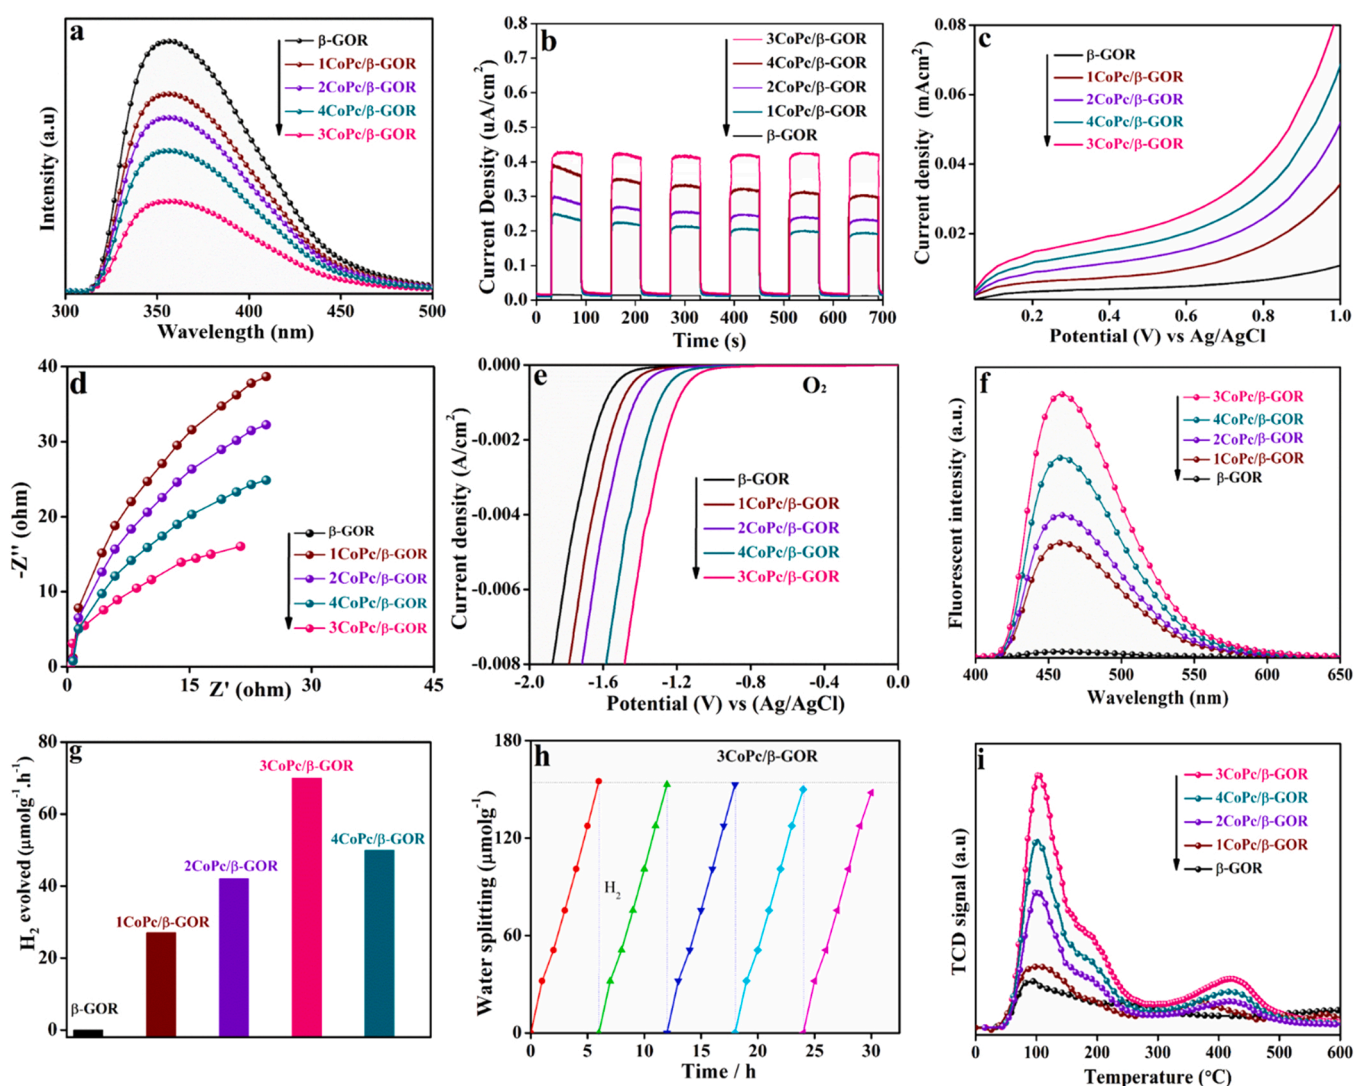 a
β-GOR
1CoPc/β-GOR
2CoPc/β-GOR
4CoPc/β-GOR
3CoPc/β-GOR
Intensity (a.u)
300 350 400 450 500
Wavelength (nm)
b
3CoPc/β-GOR
4CoPc/β-GOR
2CoPc/β-GOR
1CoPc/β-GOR
β-GOR
Current Density (uA/cm²)
0.8
0.7
0.6
0.5
0.4
0.3
0.2
0.1
0.0
0 100 200 300 400 500 600 700
Time (s)
c
β-GOR
1CoPc/β-GOR
2CoPc/β-GOR
4CoPc/β-GOR
3CoPc/β-GOR
Current density (mAcm²)
0.08
0.06
0.04
0.02
0.2 0.4 0.6 0.8 1.0
Potential (V) vs Ag/AgCl
d
β-GOR
1CoPc/β-GOR
2CoPc/β-GOR
4CoPc/β-GOR
3CoPc/β-GOR
-Z'' (ohm)
40
30
20
10
0
0 15 30 45
Z' (ohm)
e
O₂
β-GOR
1CoPc/β-GOR
2CoPc/β-GOR
4CoPc/β-GOR
3CoPc/β-GOR
Current density (A/cm²)
0.000
-0.002
-0.004
-0.006
-0.008
-2.0 -1.6 -1.2 -0.8 -0.4 0.0
Potential (V) vs (Ag/AgCl)
f
3CoPc/β-GOR
4CoPc/β-GOR
2CoPc/β-GOR
1CoPc/β-GOR
β-GOR
Fluorescent intensity (a.u.)
400 450 500 550 600 650
Wavelength (nm)
g
β-GOR
1CoPc/β-GOR
2CoPc/β-GOR
3CoPc/β-GOR
4CoPc/β-GOR
H₂ evolved (μmolg⁻¹.h⁻¹)
80
60
40
20
0
h
3CoPc/β-GOR
H₂
Water splitting (μmolg⁻¹)
180
120
60
0
0 5 10 15 20 25 30
Time / h
i
3CoPc/β-GOR
4CoPc/β-GOR
2CoPc/β-GOR
1CoPc/β-GOR
β-GOR
TCD signal (a.u)
0 100 200 300 400 500 600
Temperature (°C)